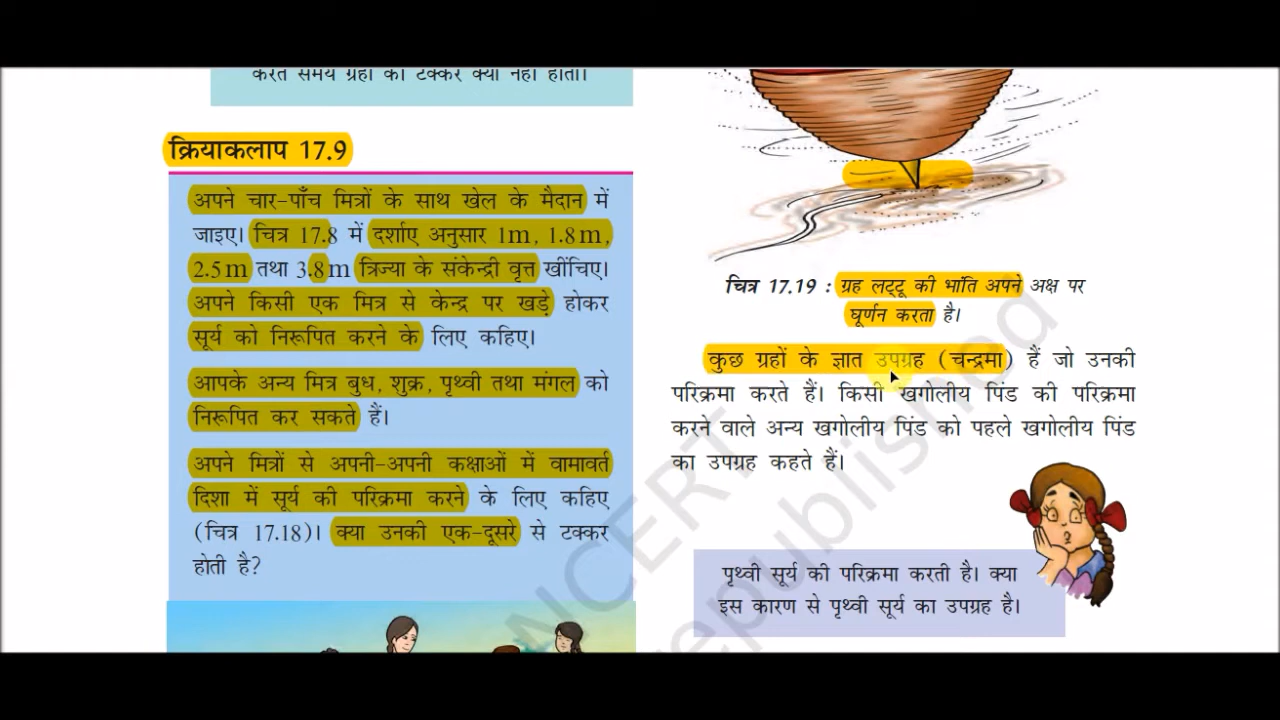 करते समय ग्रहों की टक्कर क्यों नहीं होती।
क्रियाकलाप 17.9
अपने चार-पाँच मित्रों के साथ खेल के मैदान में
जाइए। चित्र 17.8 में दर्शाए अनुसार 1m, 1.8m,
2.5m तथा 3.8m त्रिज्या के संकेन्द्री वृत्त खींचिए।
अपने किसी एक मित्र से केन्द्र पर खड़े होकर
सूर्य को निरूपित करने के लिए कहिए।
आपके अन्य मित्र बुध, शुक्र, पृथ्वी तथा मंगल को
निरूपित कर सकते हैं।
अपने मित्रों से अपनी-अपनी कक्षाओं में वामावर्त
दिशा में सूर्य की परिक्रमा करने के लिए कहिए
(चित्र 17.18)। क्या उनकी एक-दूसरे से टक्कर
होती है?
चित्र 17.19 : ग्रह लट्टू की भांति अपने अक्ष पर
घूर्णन करता है।
कुछ ग्रहों के ज्ञात उपग्रह (चन्द्रमा) हैं जो उनकी
परिक्रमा करते हैं। किसी खगोलीय पिंड की परिक्रमा
करने वाले अन्य खगोलीय पिंड को पहले खगोलीय पिंड
का उपग्रह कहते हैं।
पृथ्वी सूर्य की परिक्रमा करती है। क्या
इस कारण से पृथ्वी सूर्य का उपग्रह है।
NCERT
republished